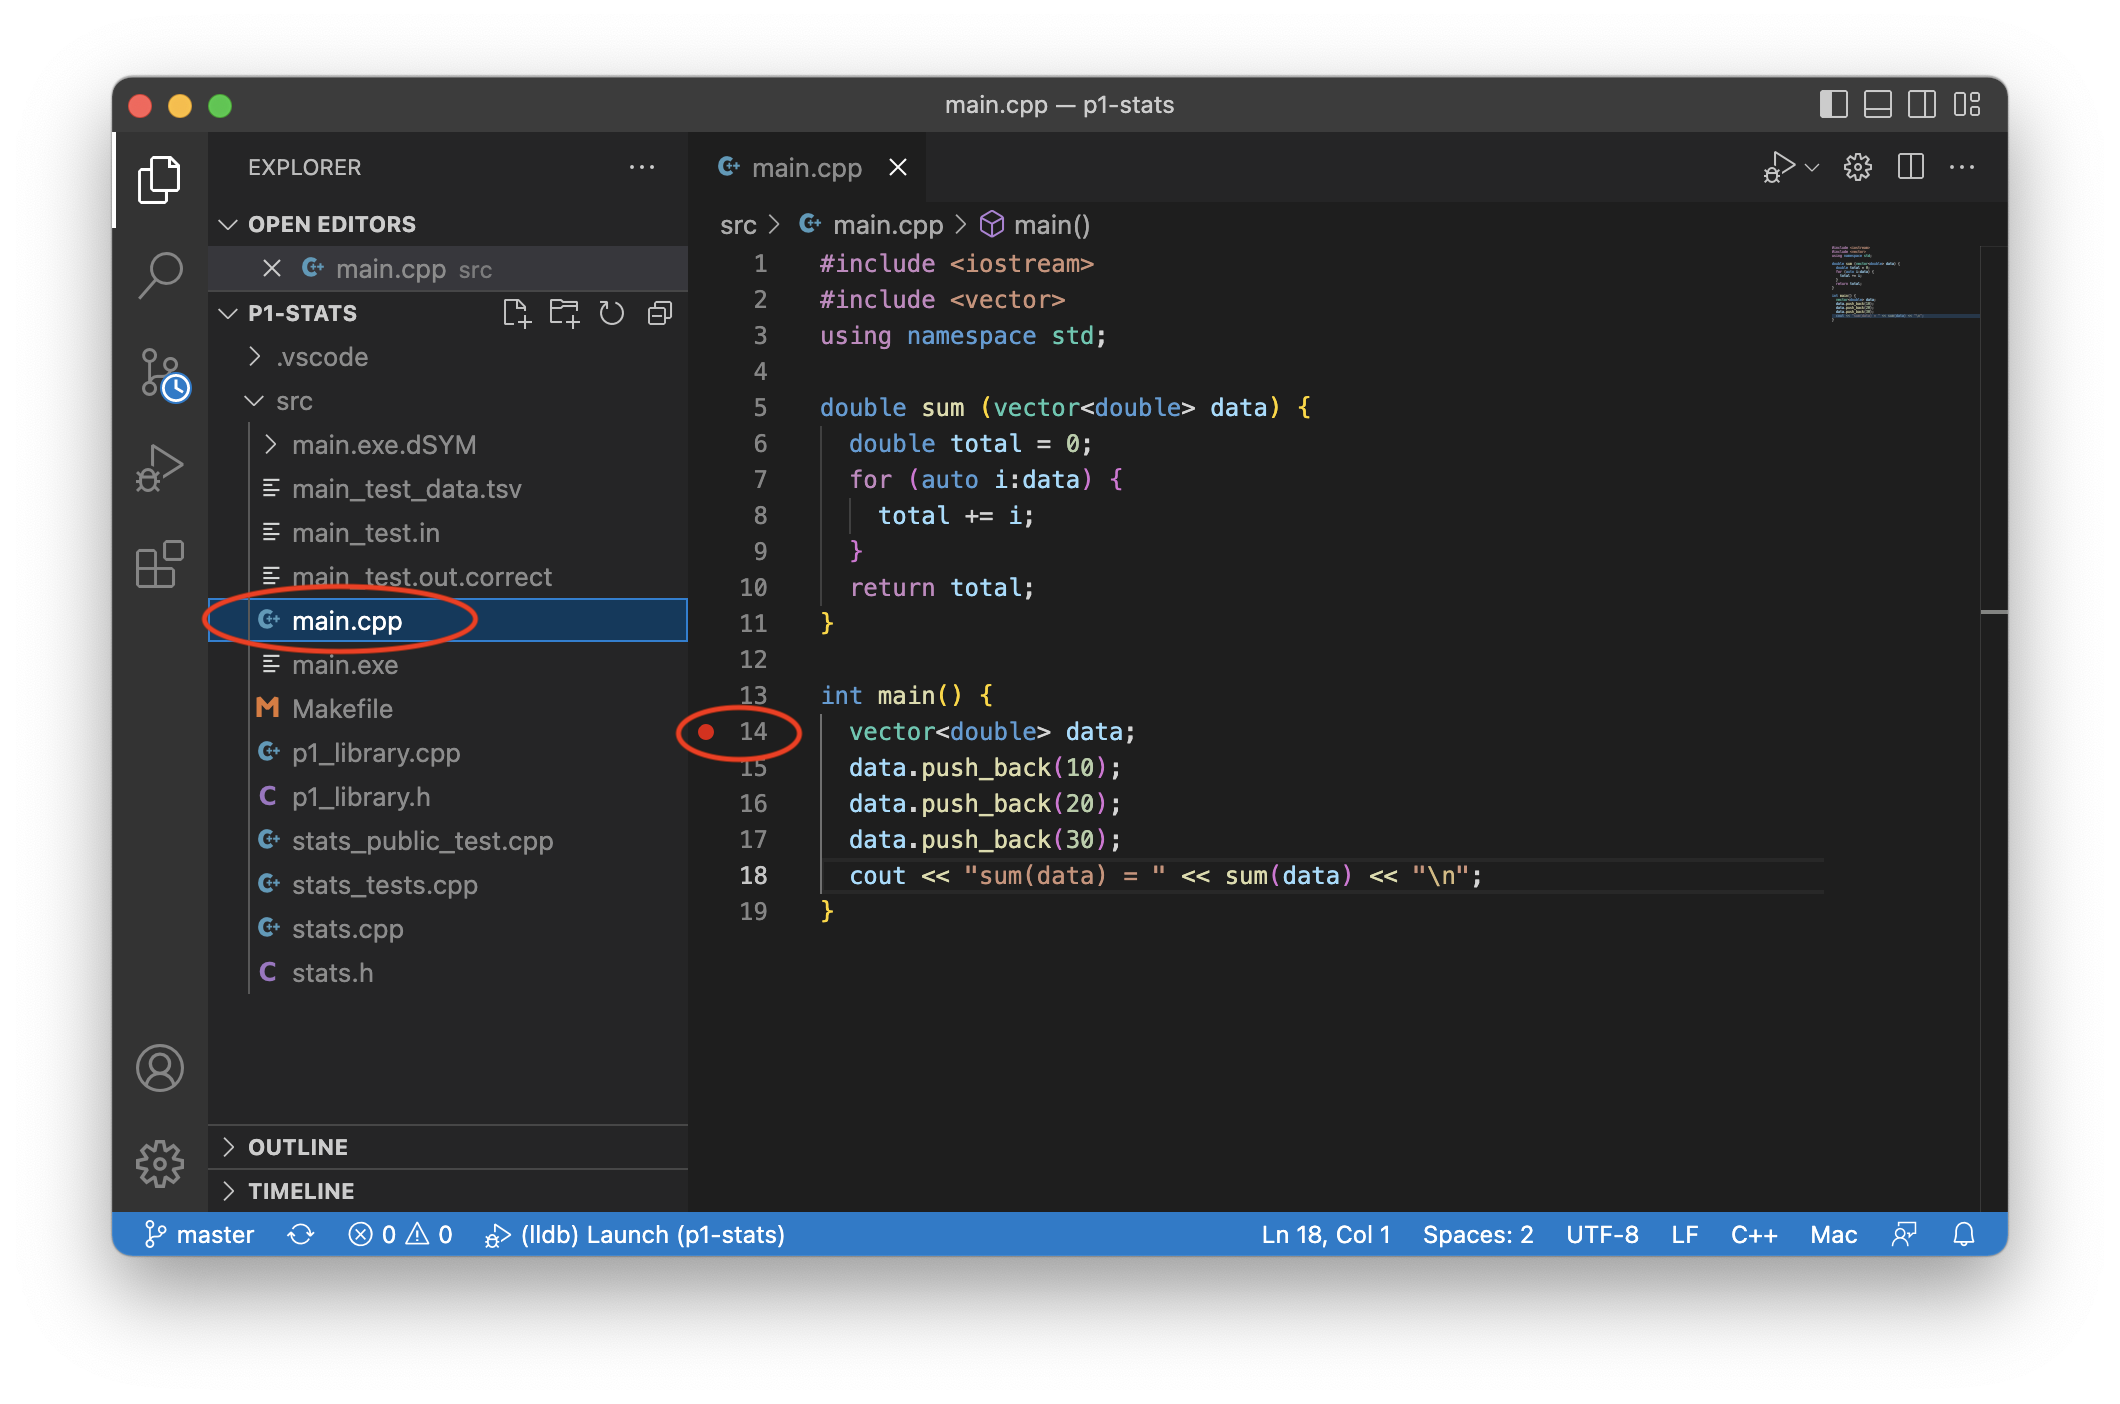 main.cpp — p1-stats
EXPLORER
OPEN EDITORS
main.cpp src
P1-STATS
.vscode
src
main.exe.dSYM
main_test_data.tsv
main_test.in
main_test.out.correct
main.cpp
main.exe
Makefile
p1_library.cpp
p1_library.h
stats_public_test.cpp
stats_tests.cpp
stats.cpp
stats.h
OUTLINE
TIMELINE
main.cpp
src > main.cpp > main()
1 #include <iostream>
2 #include <vector>
3 using namespace std;
4
5 double sum (vector<double> data) {
6 double total = 0;
7 for (auto i:data) {
8 total += i;
9 }
10 return total;
11 }
12
13 int main() {
14 vector<double> data;
15 data.push_back(10);
16 data.push_back(20);
17 data.push_back(30);
18 cout << "sum(data) = " << sum(data) << "\n";
19 }
master 0 0 (lldb) Launch (p1-stats) Ln 18, Col 1 Spaces: 2 UTF-8 LF C++ Mac